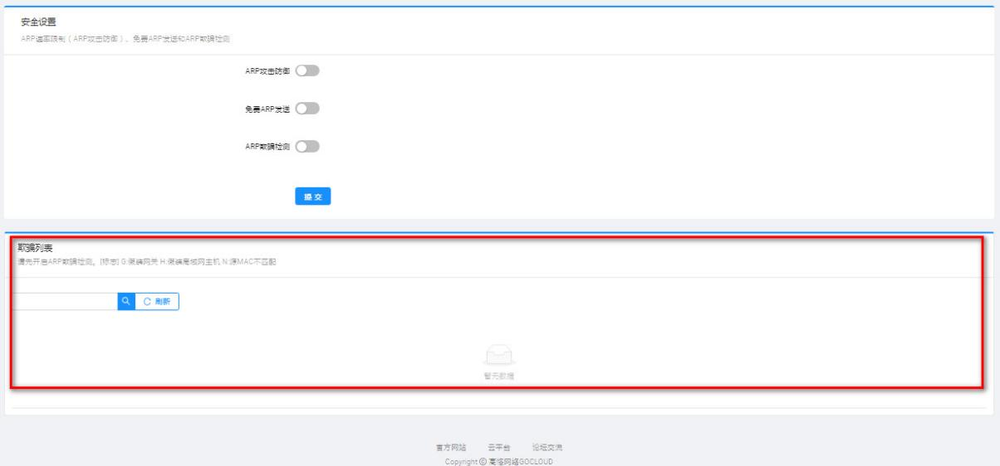 安全设置
ARP速率限制（ARP攻击防御）、免费ARP发送和ARP欺骗检测
ARP攻击防御
免费ARP发送
ARP欺骗检测
提 交
欺骗列表
请先开启ARP欺骗检测。[标志] G:假装网关 H:假装局域网主机 N:源MAC不匹配
刷新
暂无数据
官方网站 云平台 论坛交流
Copyright © 高恪网络GOCLOUD